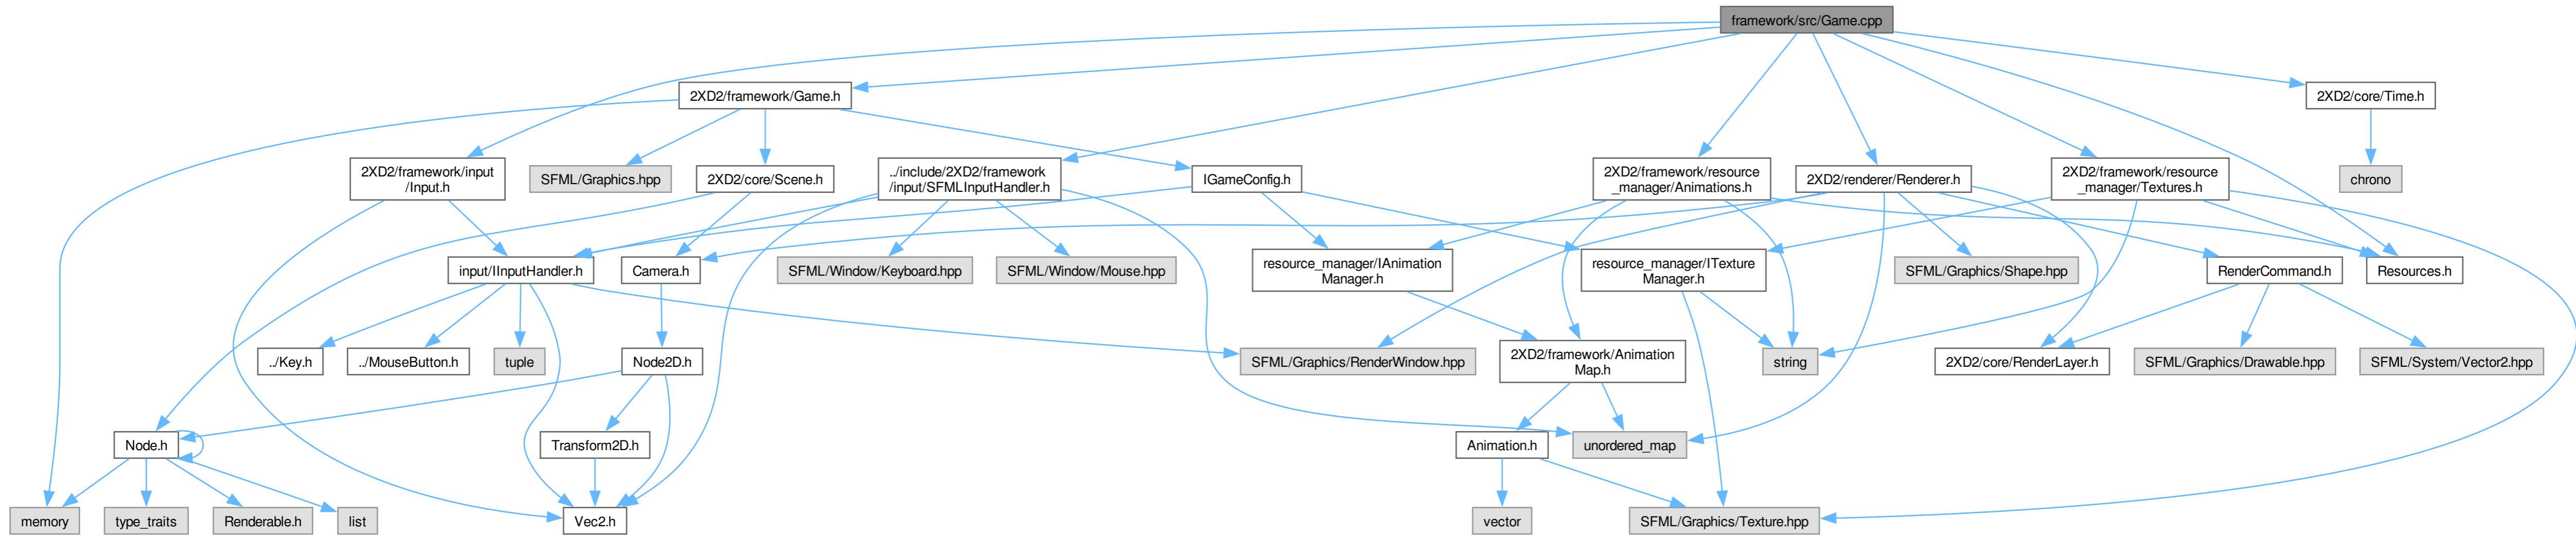 framework/src/Game.cpp
2XD2/framework/Game.h
2XD2/core/Time.h
2XD2/framework/input
/Input.h
SFML/Graphics.hpp
2XD2/core/Scene.h
../include/2XD2/framework
/input/SFMLInputHandler.h
IGameConfig.h
2XD2/framework/resource
_manager/Animations.h
2XD2/renderer/Renderer.h
2XD2/framework/resource
_manager/Textures.h
chrono
input/IInputHandler.h
Camera.h
SFML/Window/Keyboard.hpp
SFML/Window/Mouse.hpp
resource_manager/IAnimation
Manager.h
resource_manager/ITexture
Manager.h
SFML/Graphics/Shape.hpp
RenderCommand.h
Resources.h
../Key.h
../MouseButton.h
tuple
Node2D.h
SFML/Graphics/RenderWindow.hpp
2XD2/framework/Animation
Map.h
string
2XD2/core/RenderLayer.h
SFML/Graphics/Drawable.hpp
SFML/System/Vector2.hpp
Node.h
Transform2D.h
Animation.h
unordered_map
memory
type_traits
Renderable.h
list
Vec2.h
vector
SFML/Graphics/Texture.hpp